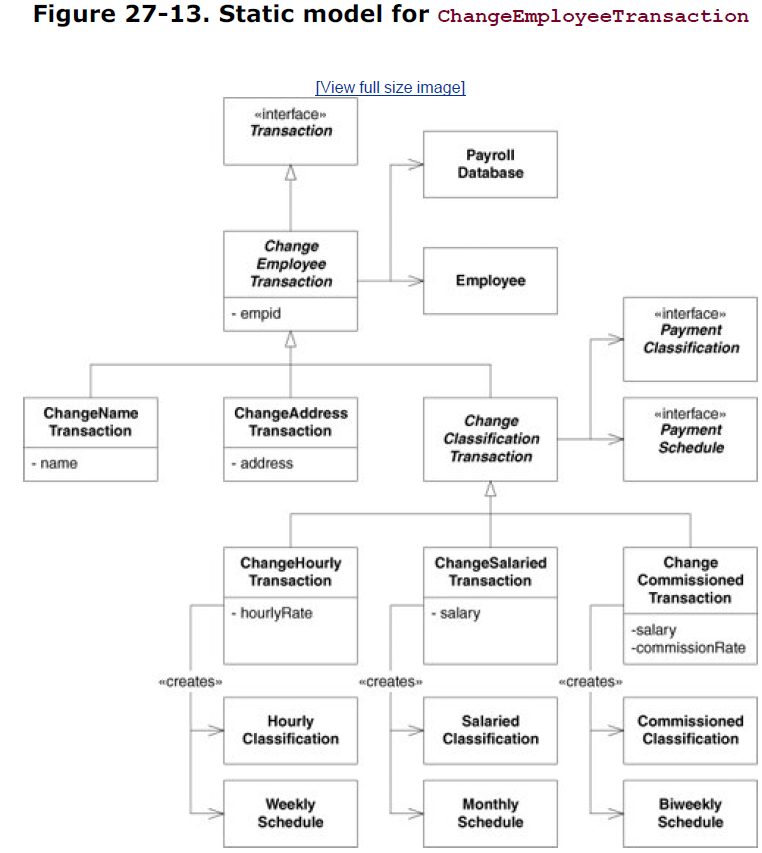 Figure 27-13. Static model for ChangeEmployeeTransaction
[View full size image]
«interface»
Transaction
Payroll
Database
Change
Employee
Transaction
- empid
Employee
«interface»
Payment
Classification
ChangeName
Transaction
- name
ChangeAddress
Transaction
- address
Change
Classification
Transaction
«interface»
Payment
Schedule
ChangeHourly
Transaction
- hourlyRate
ChangeSalaried
Transaction
- salary
Change
Commissioned
Transaction
-salary
-commissionRate
«creates»
«creates»
«creates»
Hourly
Classification
Salaried
Classification
Commissioned
Classification
Weekly
Schedule
Monthly
Schedule
Biweekly
Schedule